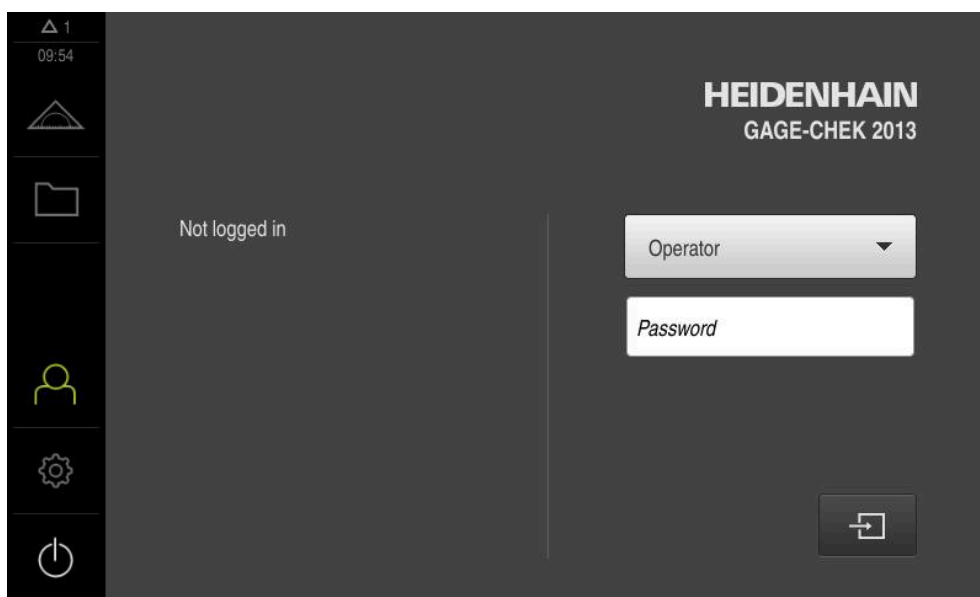 1
09:54
HEIDENHAIN
GAGE-CHEK 2013
Not logged in
Operator
Password